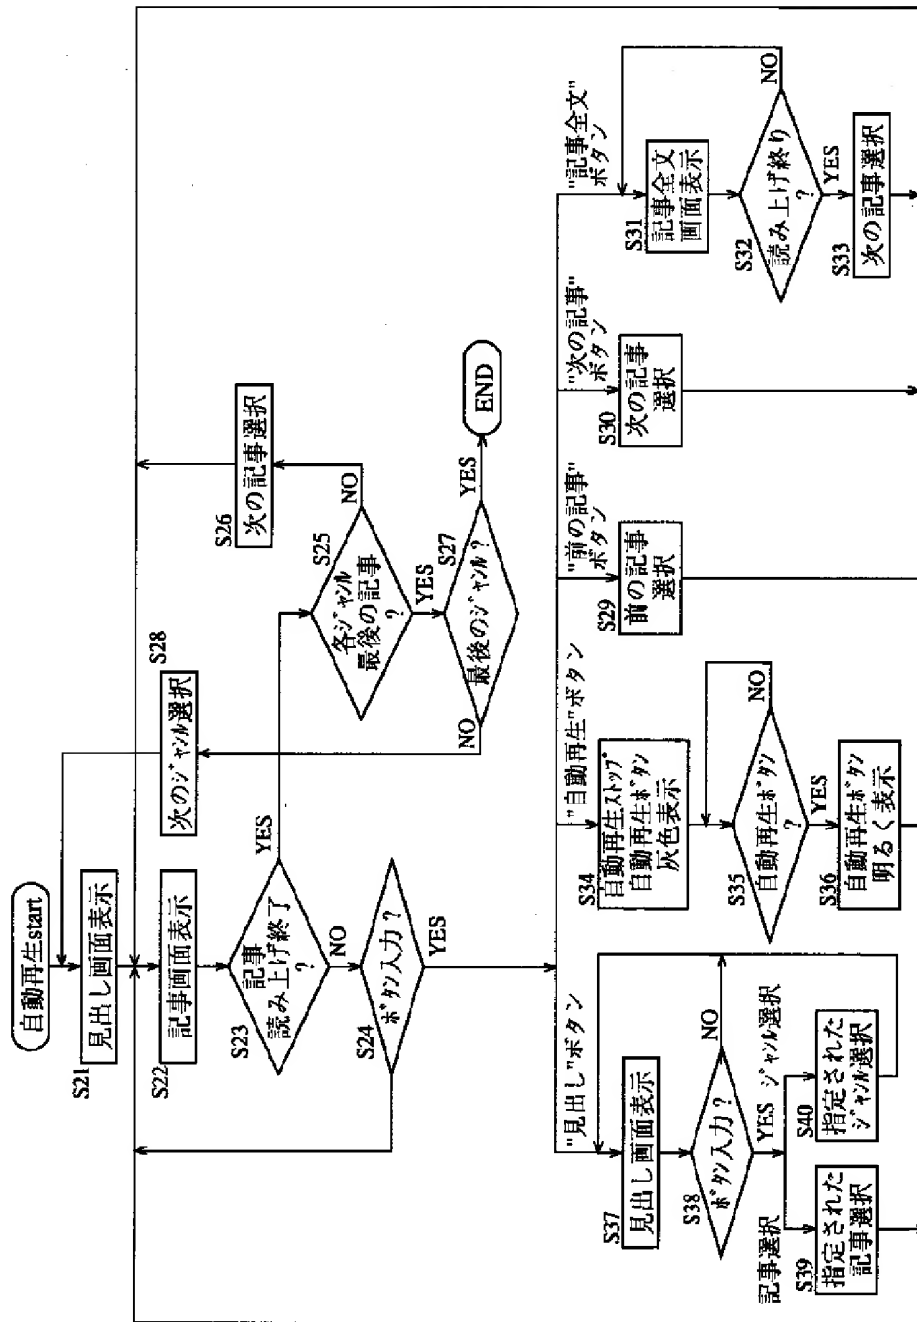 自動再生start
S21
見出し画面表示
S22
記事画面表示
S23
記事
読み上げ終了
?
YES
NO
S24
ボタン入力?
YES
S28
次のジャンル選択
S26
次の記事選択
S25
各ジャンル
最後の記事
?
NO
YES
S27
最後のジャンル?
NO
YES
END
"見出し"ボタン
S37
見出し画面表示
S38
ボタン入力?
NO
YES
記事選択
ジャンル選択
S39
指定された
記事選択
S40
指定された
ジャンル選択
"自動再生"ボタン
S34
自動再生ストップ
自動再生ボタン
灰色表示
S35
自動再生ボタン
?
NO
YES
S36
自動再生ボタン
明るく表示
"前の記事"
ボタン
S29
前の記事
選択
"次の記事"
ボタン
S30
次の記事
選択
"記事全文"
ボタン
S31
記事全文
画面表示
S32
読み上げ終り
?
NO
YES
S33
次の記事選択